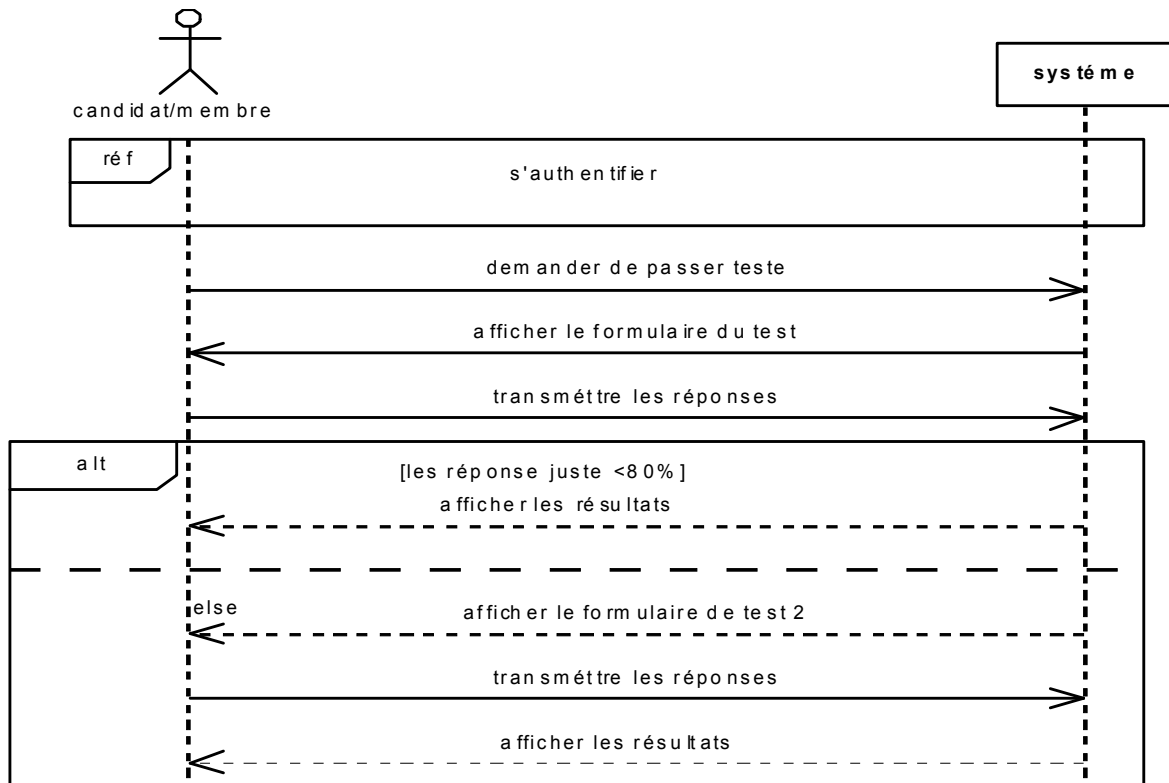 systéme
candidat/membre
réf
s'authentifier
demander de passer teste
afficher le formulaire du test
transméttre les réponses
alt
[les réponse juste <80%]
afficher les résultats
else
afficher le formulaire de test 2
transméttre les réponses
afficher les résultats